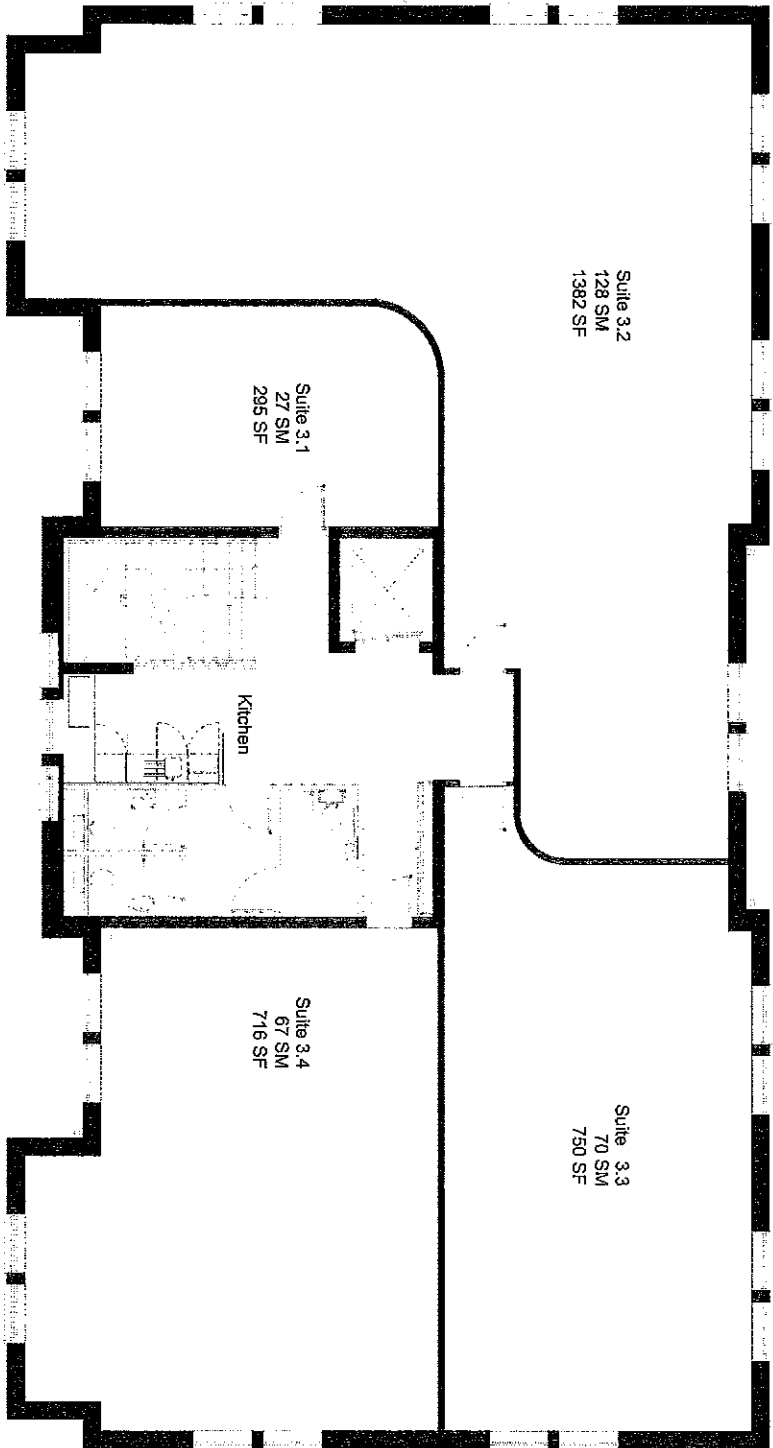 Suite 3.2
128 SM
1382 SF
Suite 3.1
27 SM
295 SF
Kitchen
Suite 3.3
70 SM
750 SF
Suite 3.4
67 SM
716 SF